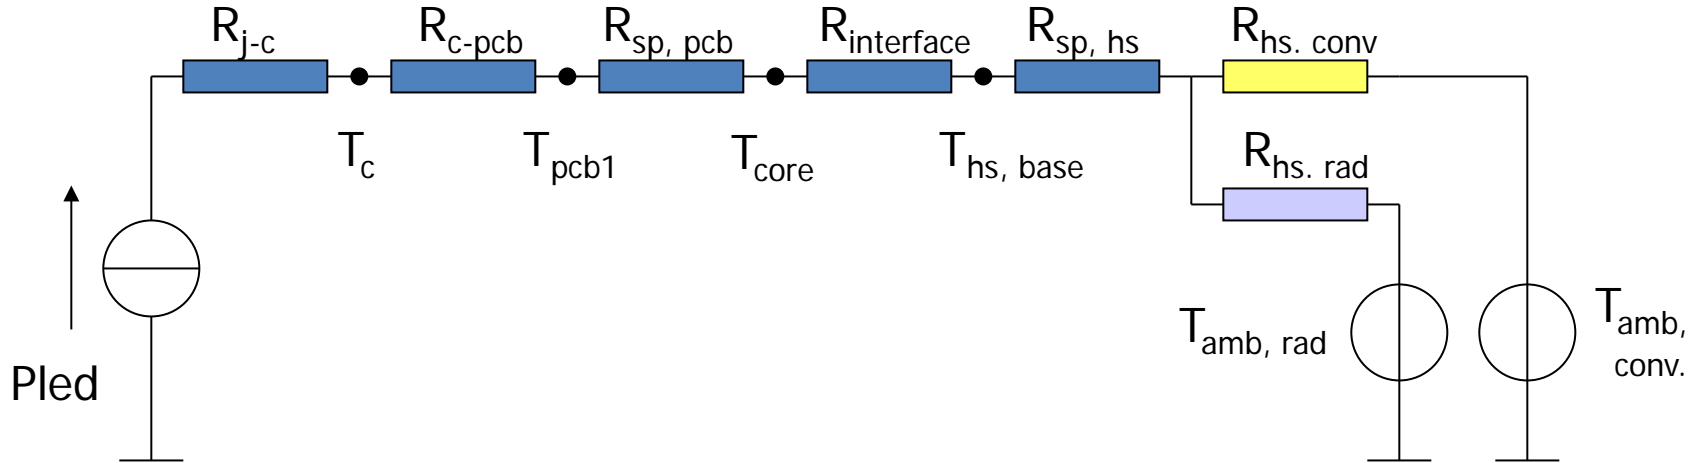 Rj-c
Rc-pcb
Rsp, pcb
Rinterface
Rsp, hs
Rhs. conv
Tc
Tpcb1
Tcore
Ths, base
Rhs. rad
Pled
Tamb, rad
Tamb,
conv.